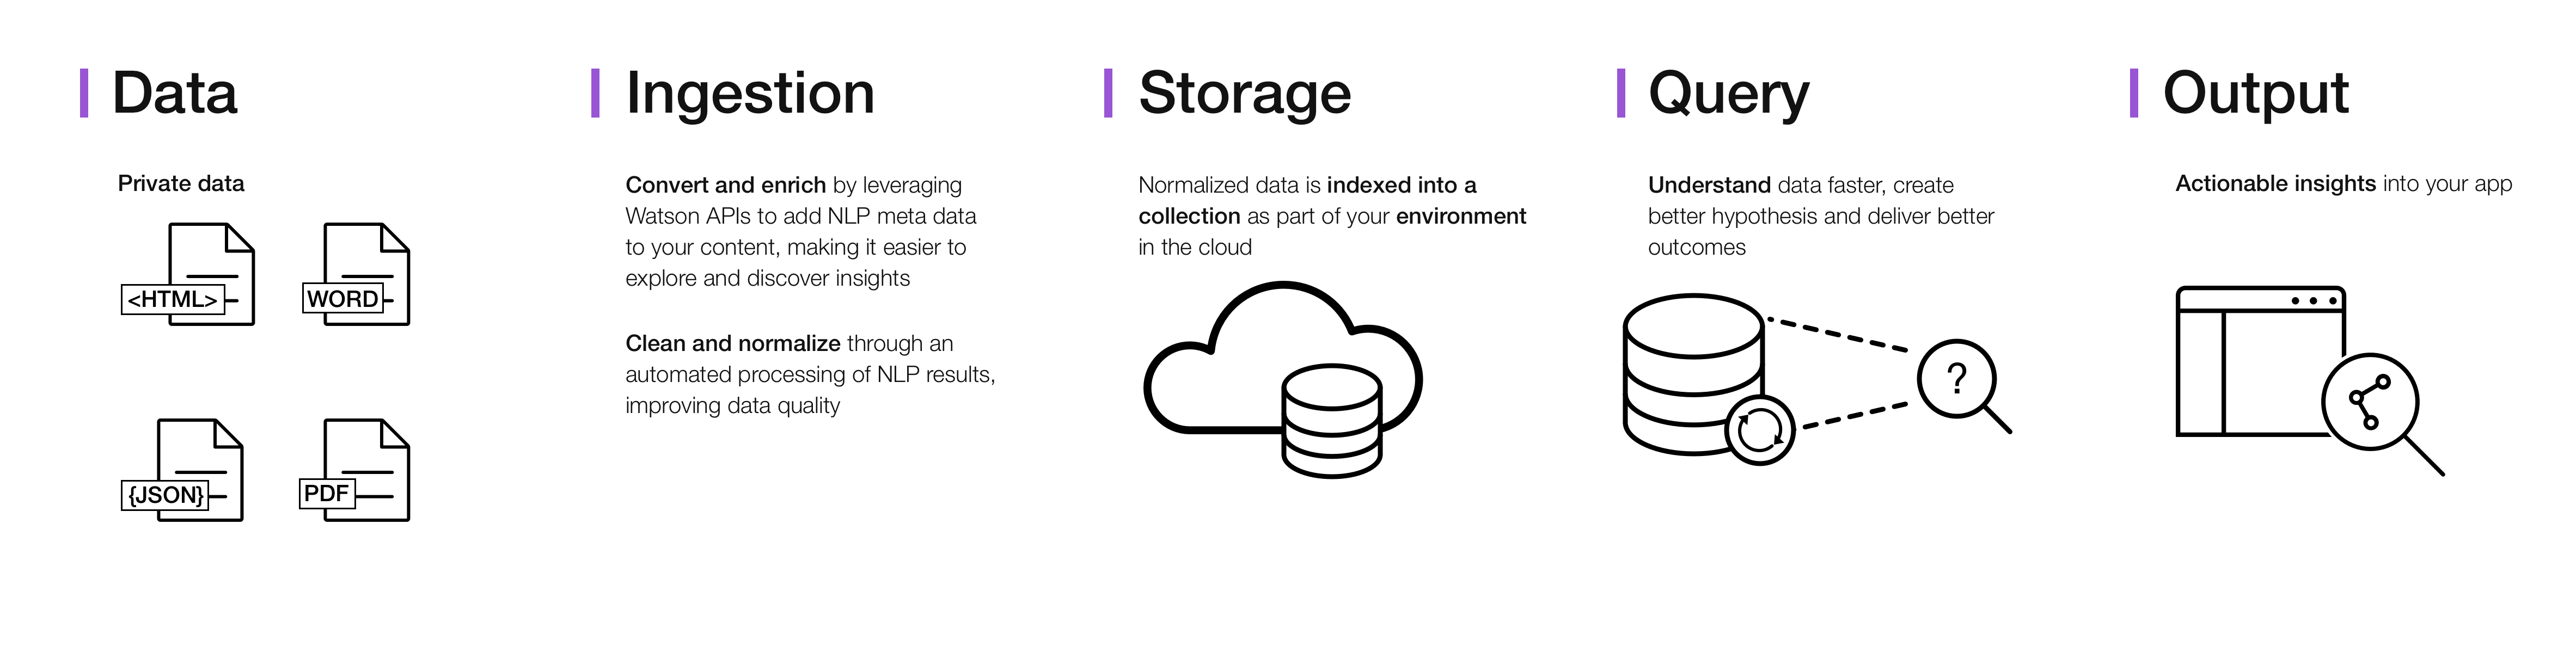 Data
Private data
<HTML>
WORD
{JSON}
PDF
Ingestion
Convert and enrich by leveraging
Watson APIs to add NLP meta data
to your content, making it easier to
explore and discover insights
Clean and normalize through an
automated processing of NLP results,
improving data quality
Storage
Normalized data is indexed into a
collection as part of your environment
in the cloud
Query
Understand data faster, create
better hypothesis and deliver better
outcomes
?
Output
Actionable insights into your app